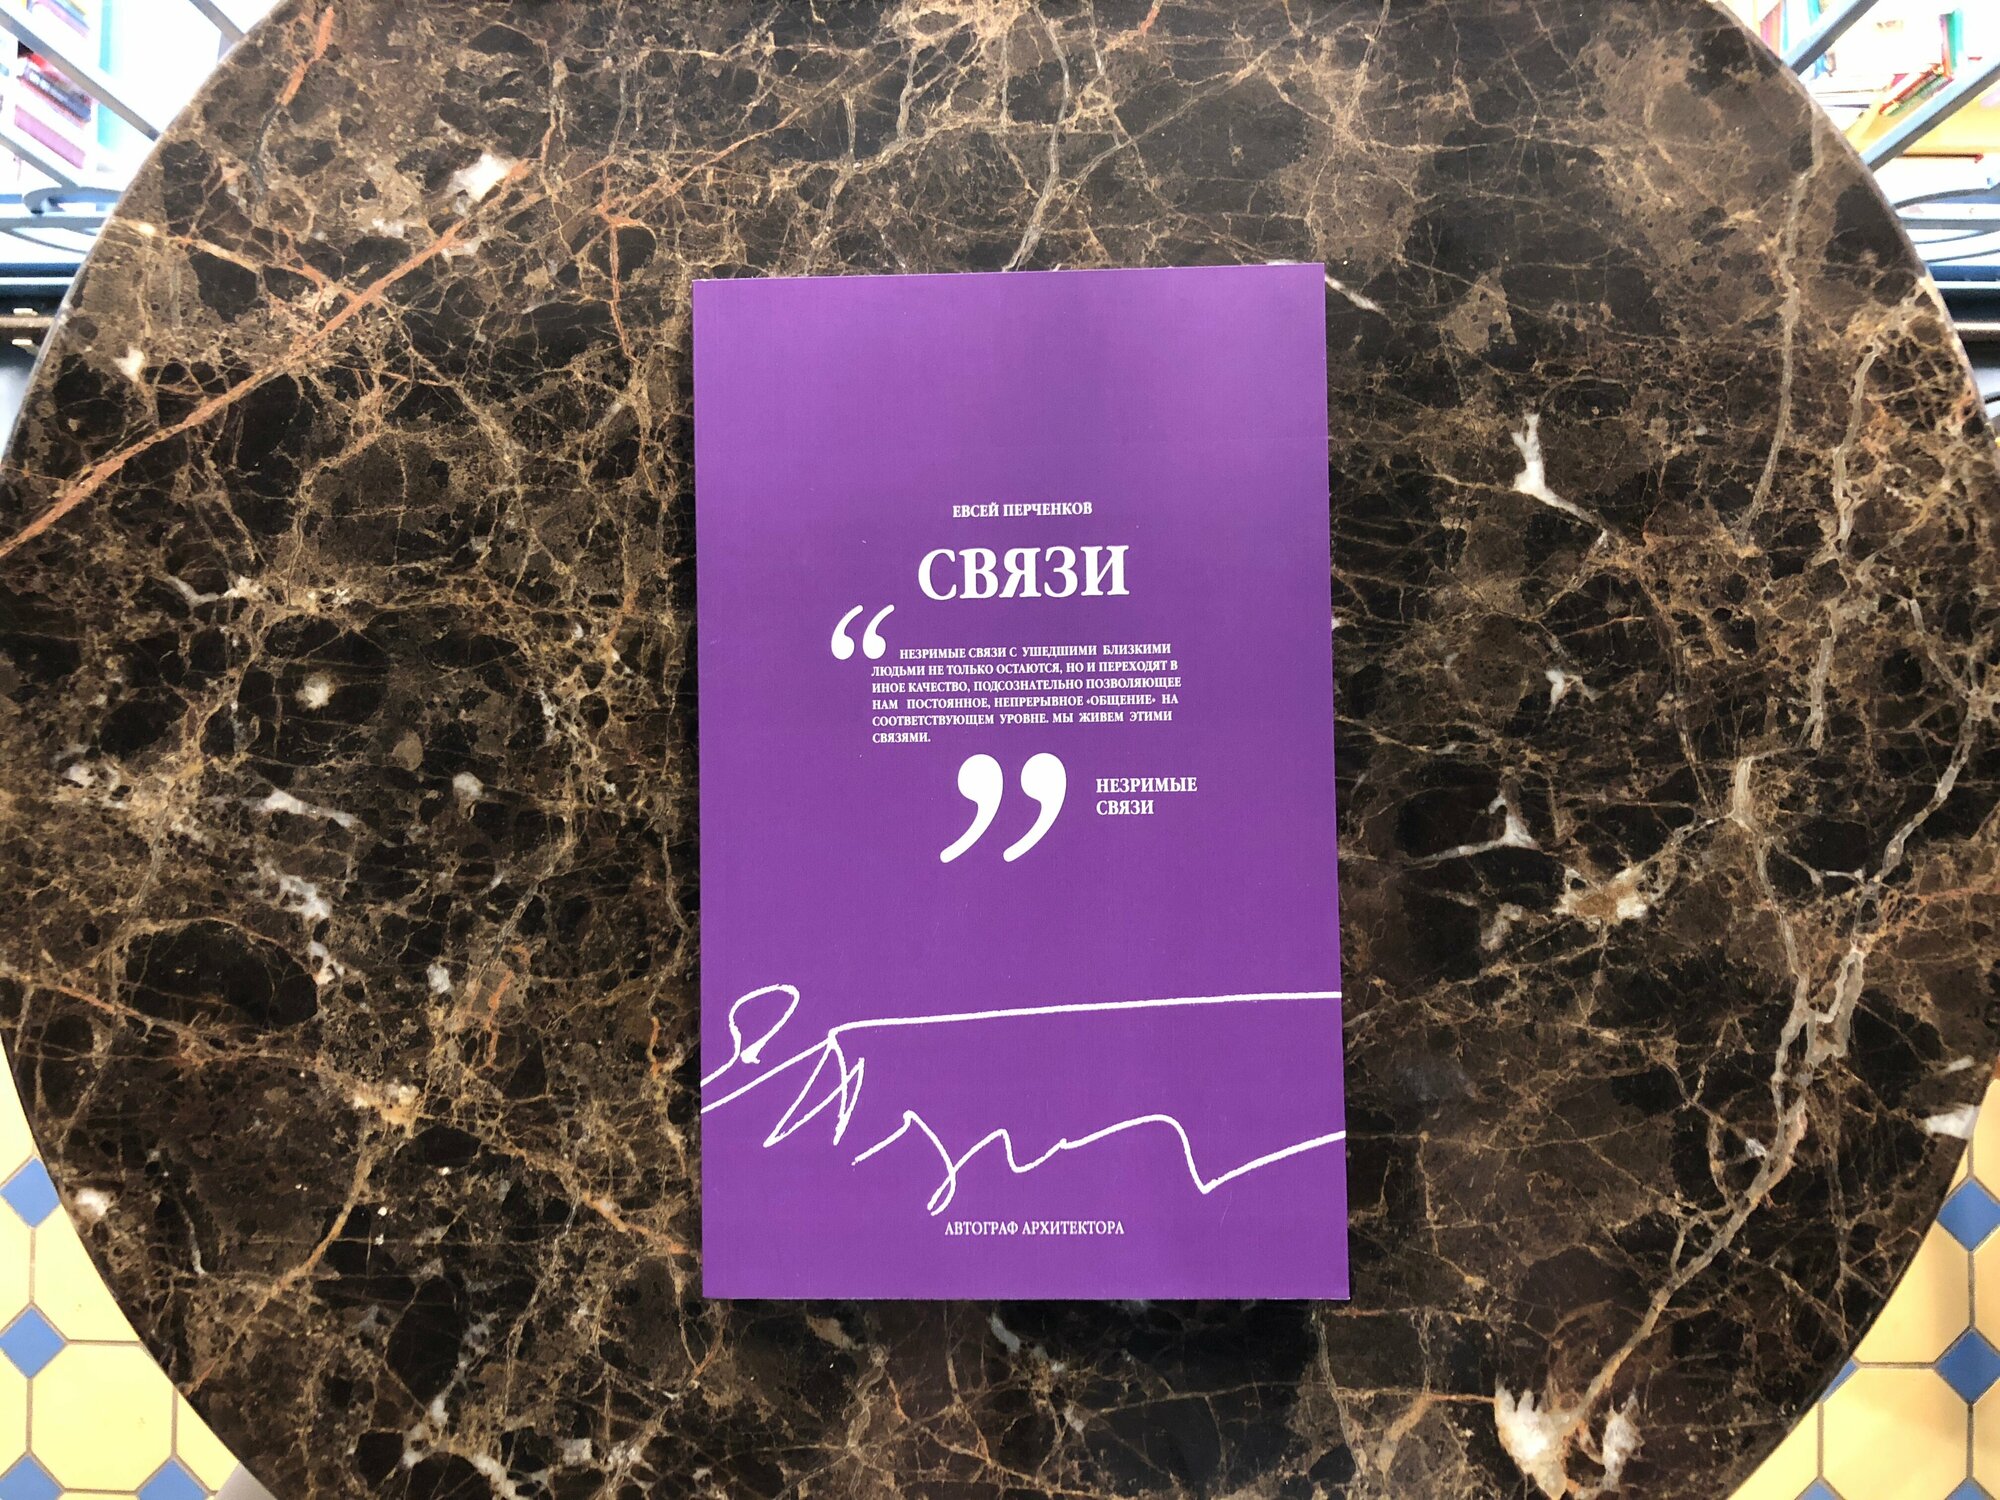 ЕВСЕЙ ПЕРЧЕНКОВ
СВЯЗИ
“ НЕЗРИМЫЕ СВЯЗИ С УШЕДШИМИ БЛИЗКИМИ
ЛЮДЬМИ НЕ ТОЛЬКО ОСТАЮТСЯ, НО И ПЕРЕХОДЯТ В
ИНОЕ КАЧЕСТВО, ПОДСОЗНАТЕЛЬНО ПОЗВОЛЯЮЩЕЕ
НАМ ПОСТОЯННОЕ, НЕПРЕРЫВНОЕ «ОБЩЕНИЕ» НА
СООТВЕТСТВУЮЩЕМ УРОВНЕ. МЫ ЖИВЕМ ЭТИМИ
СВЯЗЯМИ.
” НЕЗРИМЫЕ
СВЯЗИ
АВТОГРАФ АРХИТЕКТОРА